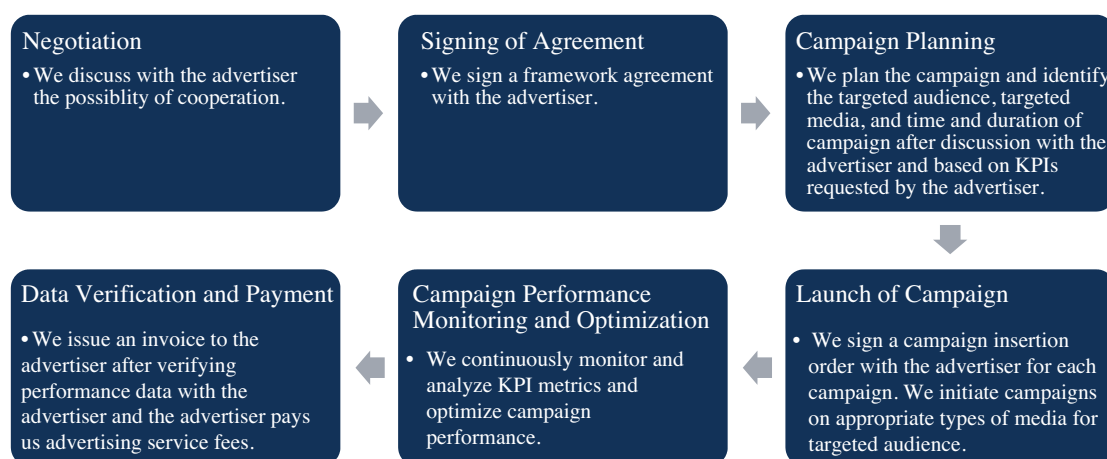 Negotiation
• We discuss with the advertiser
the possiblity of cooperation.
Signing of Agreement
• We sign a framework agreement
with the advertiser.
Campaign Planning
• We plan the campaign and identify
the targeted audience, targeted
media, and time and duration of
campaign after discussion with the
advertiser and based on KPIs
requested by the advertiser.
Launch of Campaign
• We sign a campaign insertion
order with the advertiser for each
campaign. We initiate campaigns
on appropriate types of media for
targeted audience.
Campaign Performance
Monitoring and Optimization
• We continuously monitor and
analyze KPI metrics and
optimize campaign
performance.
Data Verification and Payment
• We issue an invoice to the
advertiser after verifying
performance data with the
advertiser and the advertiser pays
us advertising service fees.